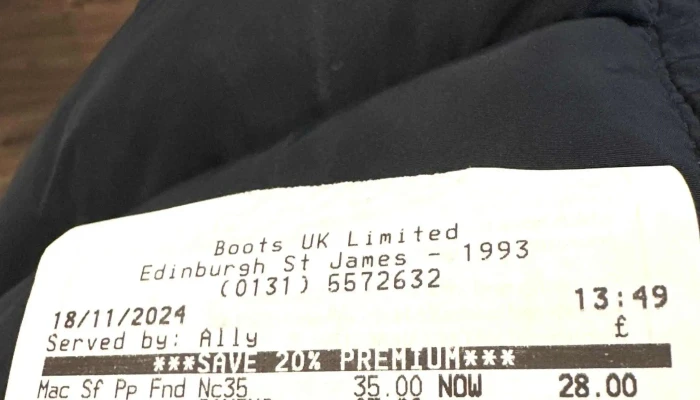 Boots UK Limited
Edinburgh St James - 1993
(0131) 5572632
18/11/2024 13:49
Served by: Ally £
***SAVE 20% PREMIUM***
Mac Sf Pp Fnd Nc35 35.00 NOW 28.00